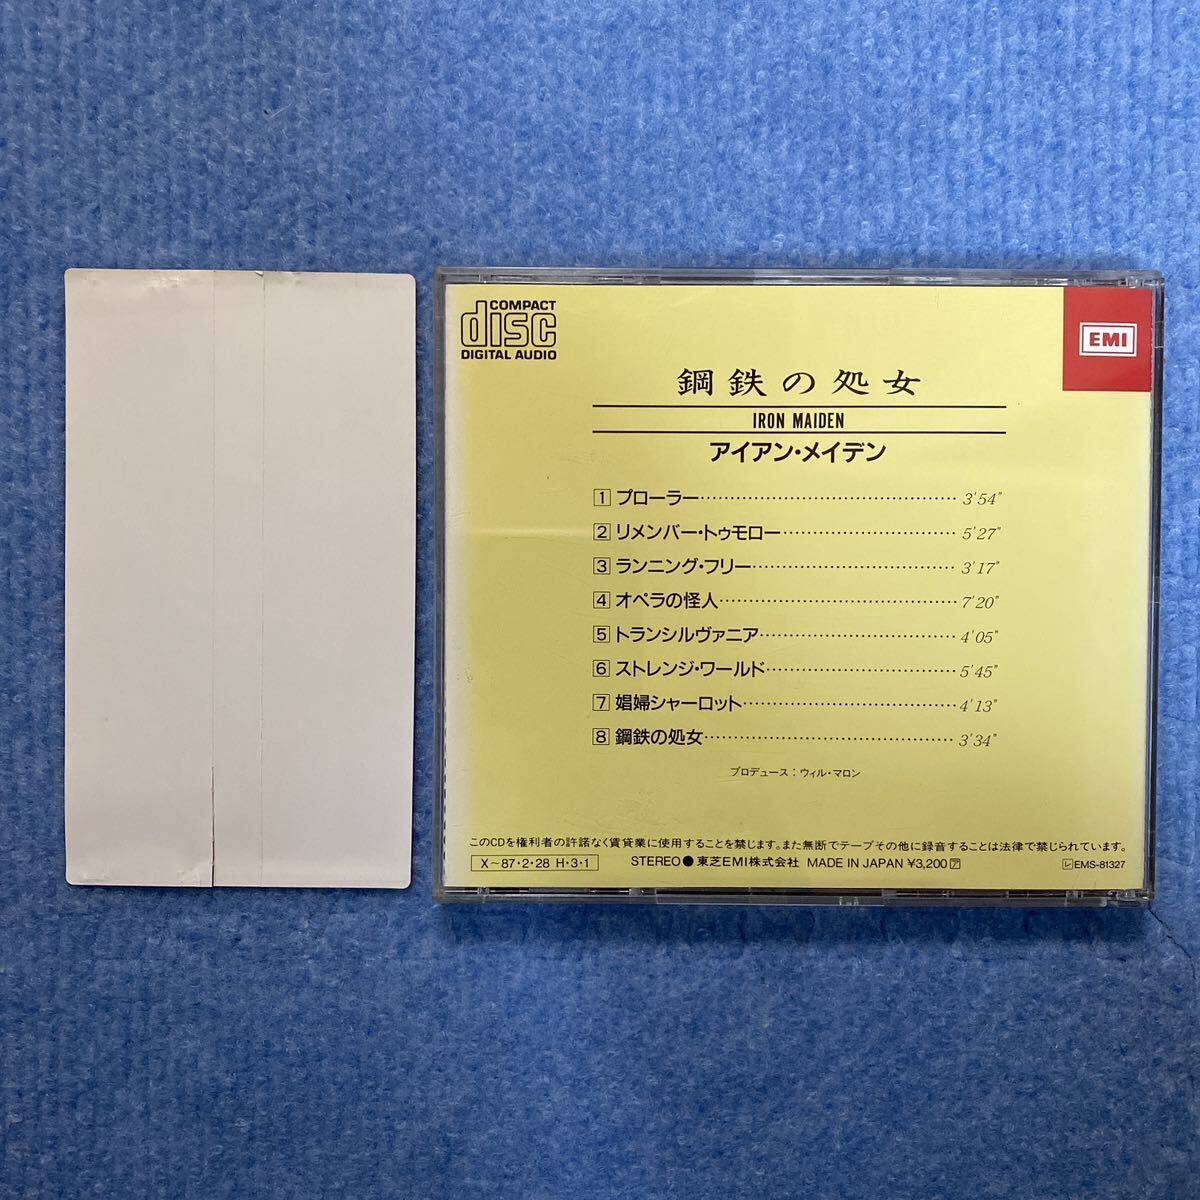 COMPACT
disc
DIGITAL AUDIO
EMI
鋼鉄の処女
IRON MAIDEN
アイアン・メイデン
1 プローラー 3'54"
2 リメンバー・トゥモロー 5'27"
3 ランニング・フリー 3'17"
4 オペラの怪人 7'20"
5 トランシルヴァニア 4'05"
6 ストレンジ・ワールド 5'45"
7 娼婦シャーロット 4'13"
8 鋼鉄の処女 3'34"
プロデュース：ウィル・マロン
このCDを権利者の許諾なく賃貸業に使用することを禁じます。また無断でテープその他に録音することは法律で禁じられています。
X～87・2・28 H・3・1 STEREO ● 東芝EMI株式会社 MADE IN JAPAN ¥3,200 ア レ EMS-81327